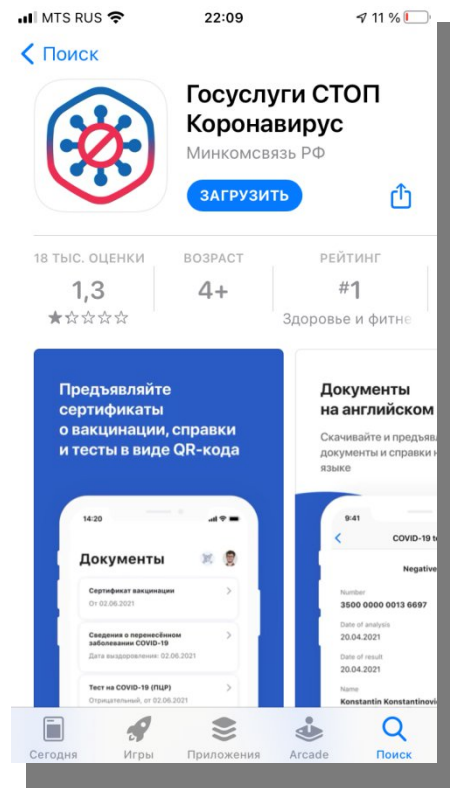 MTS RUS 22:09 11 %
Поиск
Госуслуги СТОП
Коронавирус
Минкомсвязь РФ
ЗАГРУЗИТЬ
18 ТЫС. ОЦЕНКИ ВОЗРАСТ РЕЙТИНГ
1,3 4+ #1
★☆☆☆☆ Здоровье и фитне
Предъявляйте
сертификаты
о вакцинации, справки
и тесты в виде QR-кода
14:20
Документы
Сертификат вакцинации
От 02.06.2021
Сведения о перенесённом
заболевании COVID-19
Дата выздоровления: 02.06.2021
Тест на COVID-19 (ПЦР)
Отрицательный, от 02.06.2021
Документы
на английском
Скачивайте и предъяв
документы и справки н
языке
9:41
COVID-19 t
Negative
Number
3500 0000 0013 6697
Date of analysis
20.04.2021
Date of result
20.04.2021
Name
Konstantin Konstantinovi
Сегодня Игры Приложения Arcade Поиск